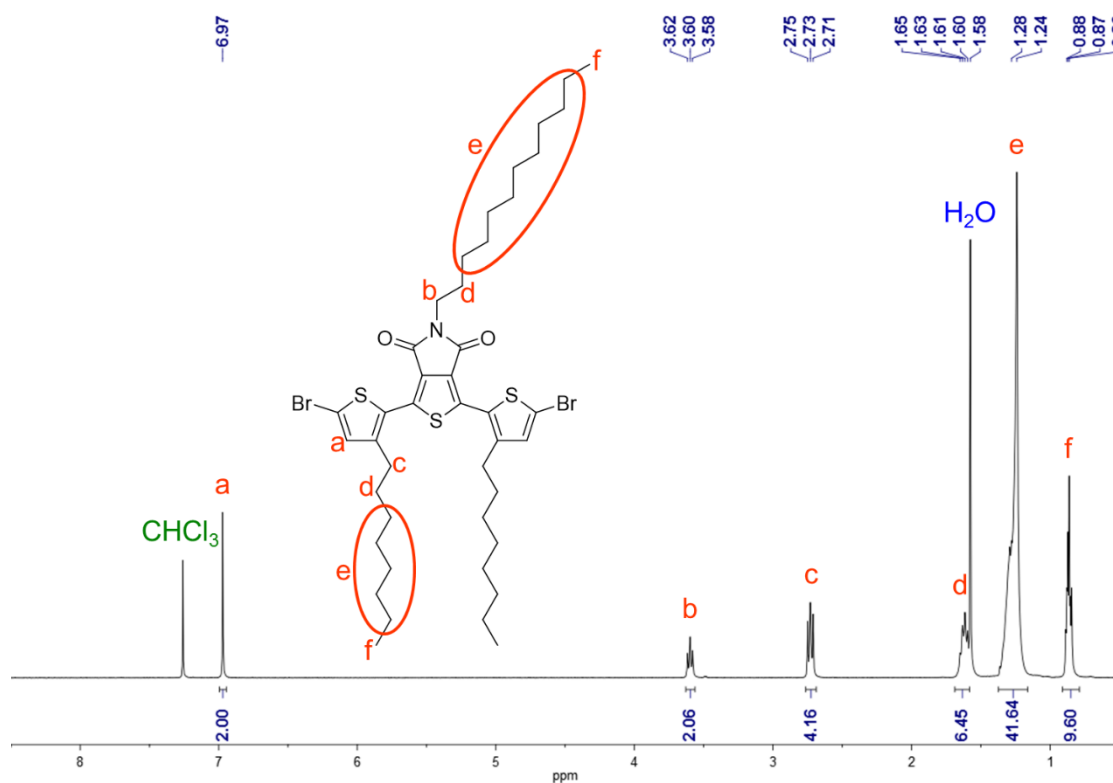 6.97
3.62
3.60
3.58
2.75
2.73
2.71
1.65
1.63
1.61
1.60
1.58
1.28
1.24
0.88
0.87
f
e
e
H₂O
b
d
N
O
O
Br
S
S
S
Br
a
c
d
e
f
a
CHCl₃
b
c
d
f
2.00
2.06
4.16
6.45
41.64
9.60
8
7
6
5
4
3
2
1
ppm